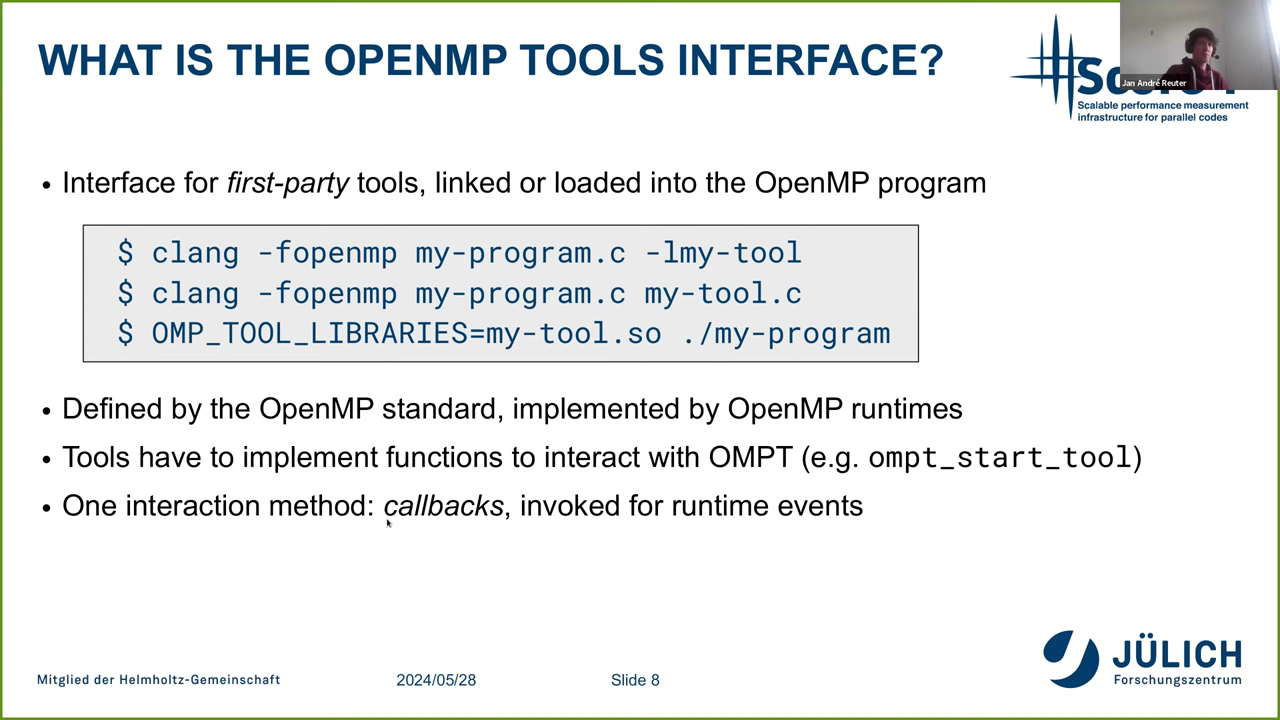 WHAT IS THE OPENMP TOOLS INTERFACE?
Jan André Reuter
Scalable performance measurement
infrastructure for parallel codes
• Interface for first-party tools, linked or loaded into the OpenMP program
$ clang -fopenmp my-program.c -lmy-tool
$ clang -fopenmp my-program.c my-tool.c
$ OMP_TOOL_LIBRARIES=my-tool.so ./my-program
• Defined by the OpenMP standard, implemented by OpenMP runtimes
• Tools have to implement functions to interact with OMPT (e.g. ompt_start_tool)
• One interaction method: callbacks, invoked for runtime events
Mitglied der Helmholtz-Gemeinschaft
2024/05/28
Slide 8
JÜLICH
Forschungszentrum